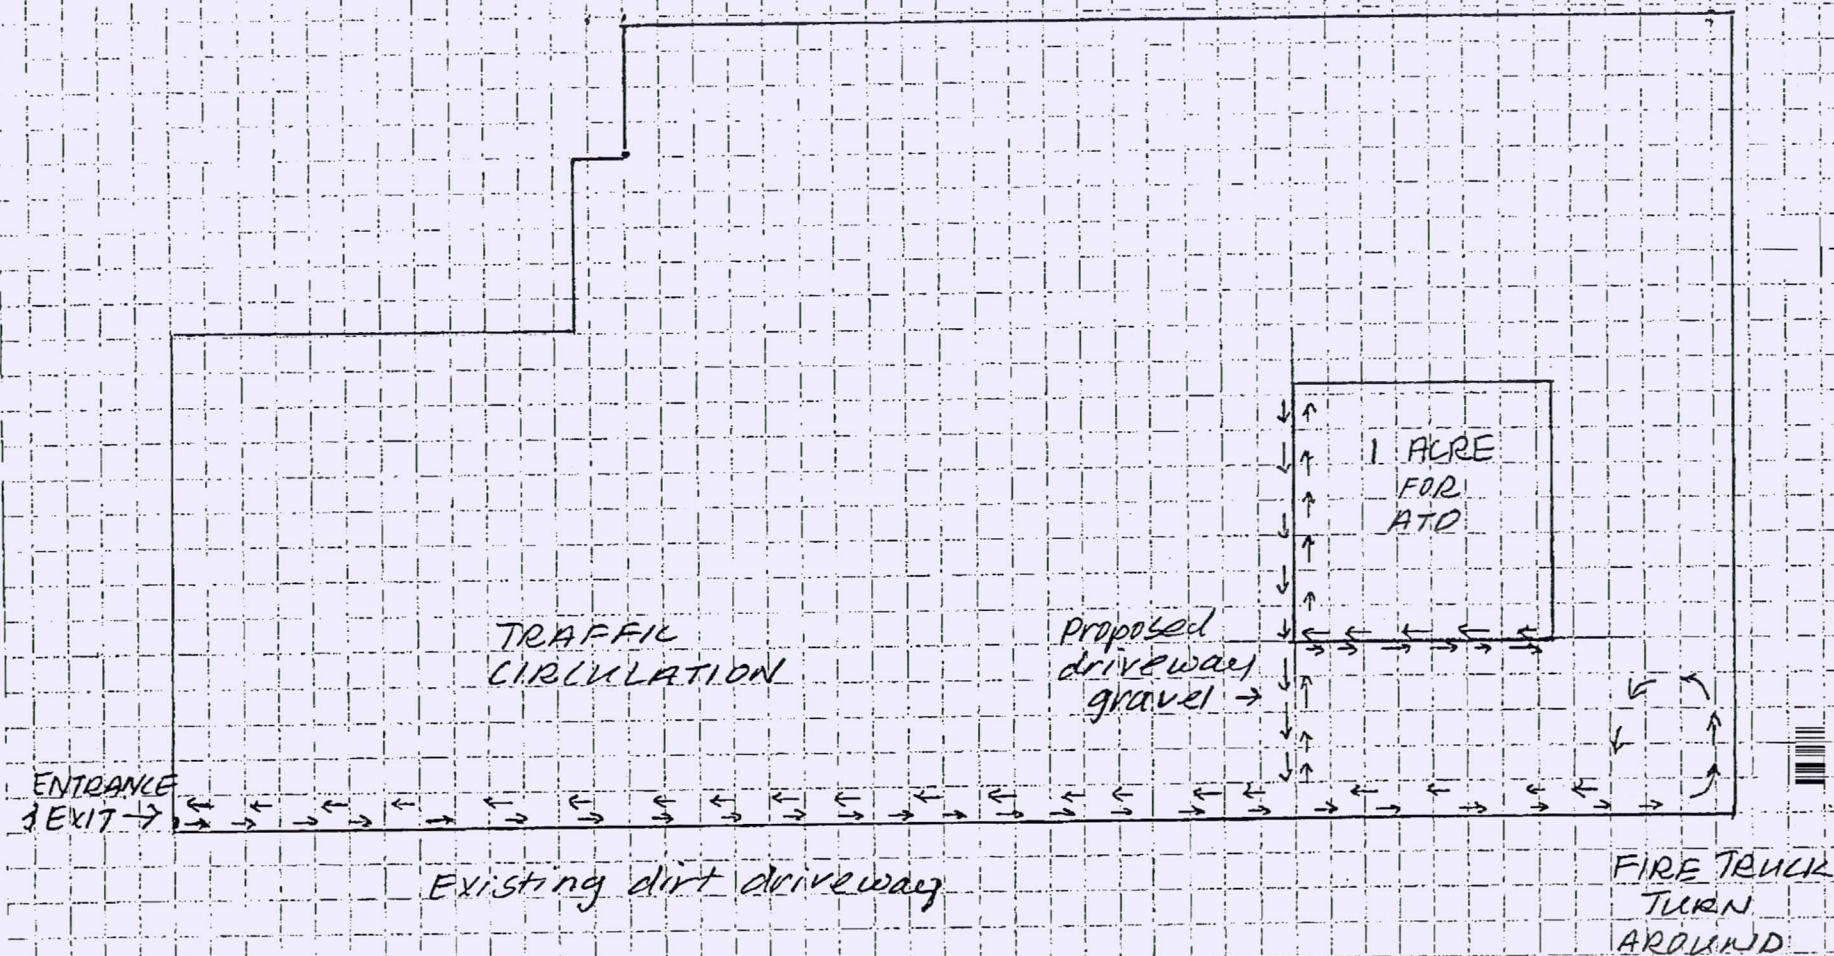 1 ACRE
FOR
ATO
TRAFFIC
CIRCULATION
Proposed
driveway
gravel →
ENTRANCE
& EXIT →
Existing dirt driveway
FIRE TRUCK
TURN
AROUND